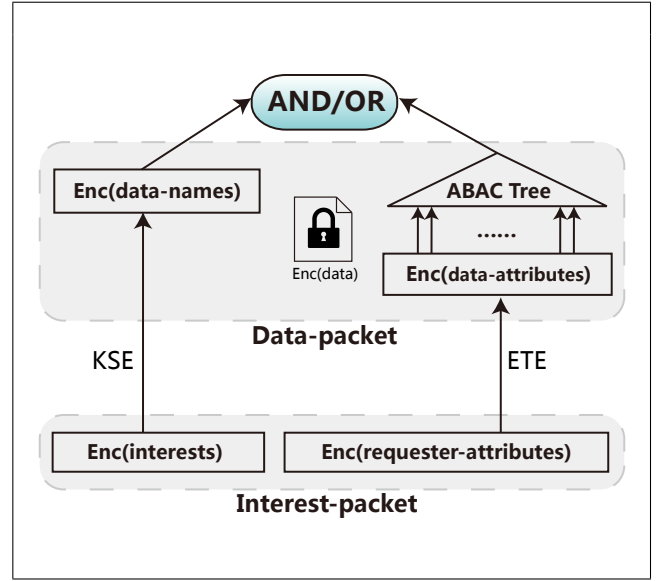 AND/OR
Enc(data-names)
ABAC Tree
......
Enc(data)
Enc(data-attributes)
Data-packet
KSE
ETE
Enc(interests)
Enc(requester-attributes)
Interest-packet